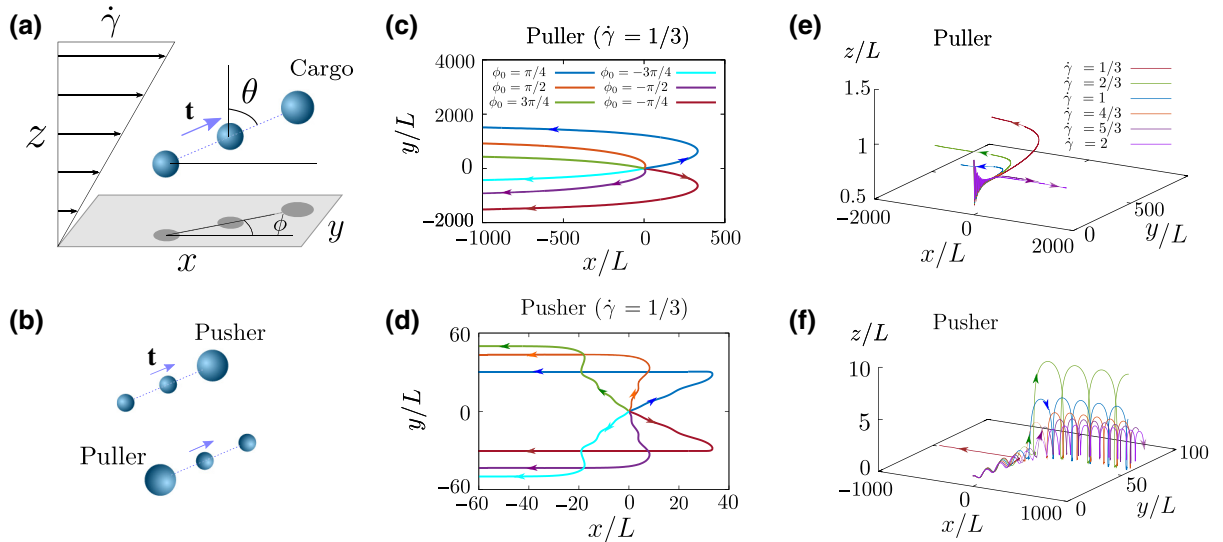 (a)
γ̇
Cargo
θ
t
z
ϕ
y
x
(b)
Pusher
t
Puller
(c)
Puller (γ̇ = 1/3)
4000
ϕ₀ = π/4
ϕ₀ = −3π/4
ϕ₀ = π/2
ϕ₀ = −π/2
ϕ₀ = 3π/4
ϕ₀ = −π/4
2000
0
−2000
y/L
−1000
−500
0
500
x/L
(d)
Pusher (γ̇ = 1/3)
60
0
−60
y/L
−60
−40
−20
0
20
40
x/L
(e)
z/L
Puller
γ̇ = 1/3
γ̇ = 2/3
γ̇ = 1
γ̇ = 4/3
γ̇ = 5/3
γ̇ = 2
1.5
1
0.5
−2000
0
2000
x/L
0
500
y/L
(f)
z/L
Pusher
10
5
0
−1000
0
1000
x/L
0
50
100
y/L